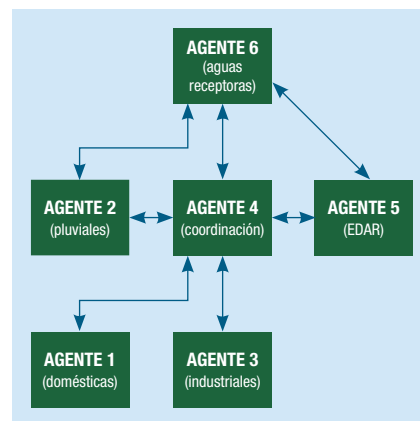 AGENTE 6
(aguas
receptoras)
AGENTE 2
(pluviales)
AGENTE 4
(coordinación)
AGENTE 5
(EDAR)
AGENTE 1
(domésticas)
AGENTE 3
(industriales)